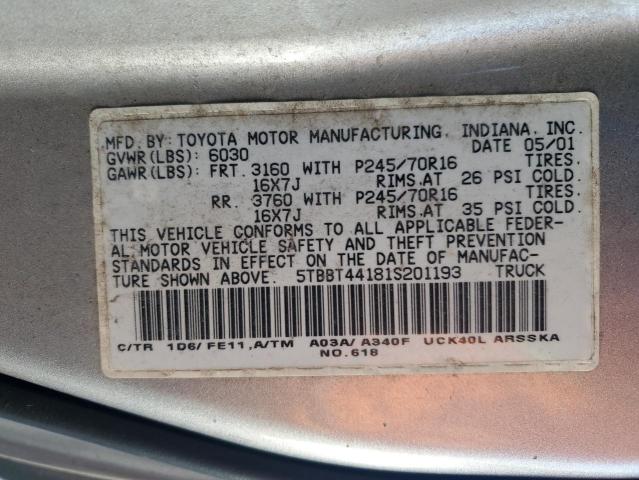 MFD. BY: TOYOTA MOTOR MANUFACTURING, INDIANA, INC.
GVWR(LBS): 6030 DATE 05/01
GAWR(LBS): FRT. 3160 WITH P245/70R16 TIRES.
16X7J RIMS.AT 26 PSI COLD.
RR. 3760 WITH P245/70R16 TIRES.
16X7J RIMS.AT 35 PSI COLD.
THIS VEHICLE CONFORMS TO ALL APPLICABLE FEDER-
AL MOTOR VEHICLE SAFETY AND THEFT PREVENTION
STANDARDS IN EFFECT ON THE DATE OF MANUFAC-
TURE SHOWN ABOVE. 5TBBT44181S201193 TRUCK
C/TR 1D6/ FE11,A/TM A03A/ A340F UCK40L ARSSKA
NO.618